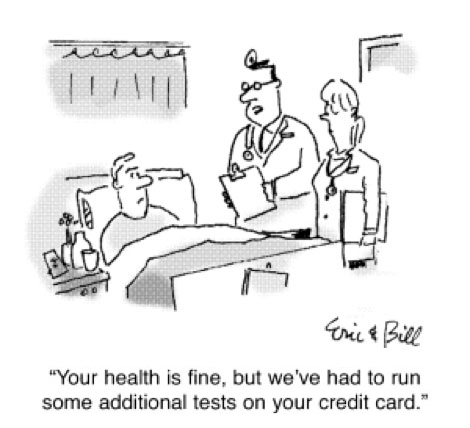 Eric & Bill
“Your health is fine, but we’ve had to run
some additional tests on your credit card.”